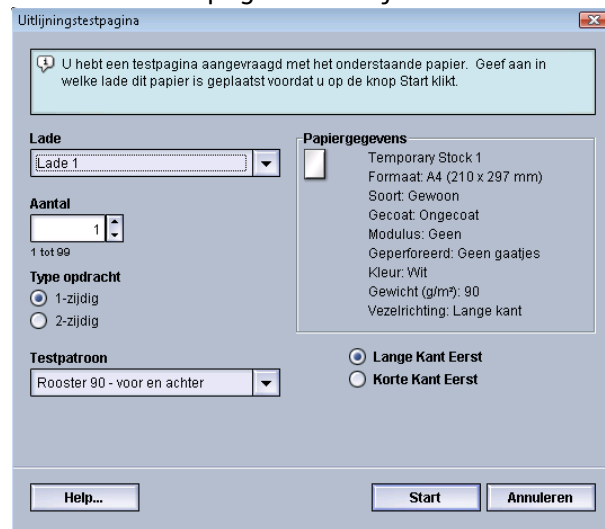 Uitlijningstestpagina
U hebt een testpagina aangevraagd met het onderstaande papier. Geef aan in
welke lade dit papier is geplaatst voordat u op de knop Start klikt.
Lade
Lade 1
Aantal
1
1 tot 99
Type opdracht
1-zijdig
2-zijdig
Testpatroon
Rooster 90 - voor en achter
Papiergegevens
Temporary Stock 1
Formaat: A4 (210 x 297 mm)
Soort: Gewoon
Gecoat: Ongecoat
Modulus: Geen
Geperforeerd: Geen gaatjes
Kleur: Wit
Gewicht (g/m²): 90
Vezelrichting: Lange kant
Lange Kant Eerst
Korte Kant Eerst
Help...
Start
Annuleren